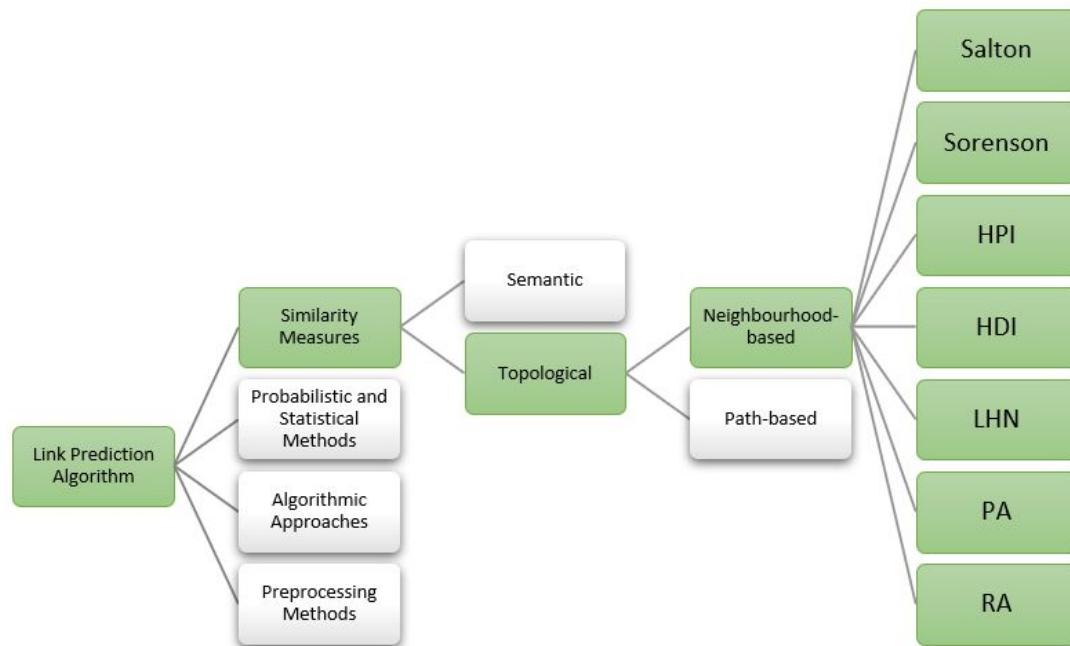 Link Prediction
Algorithm
Similarity
Measures
Probabilistic and
Statistical
Methods
Algorithmic
Approaches
Preprocessing
Methods
Semantic
Topological
Neighbourhood-
based
Path-based
Salton
Sorenson
HPI
HDI
LHN
PA
RA